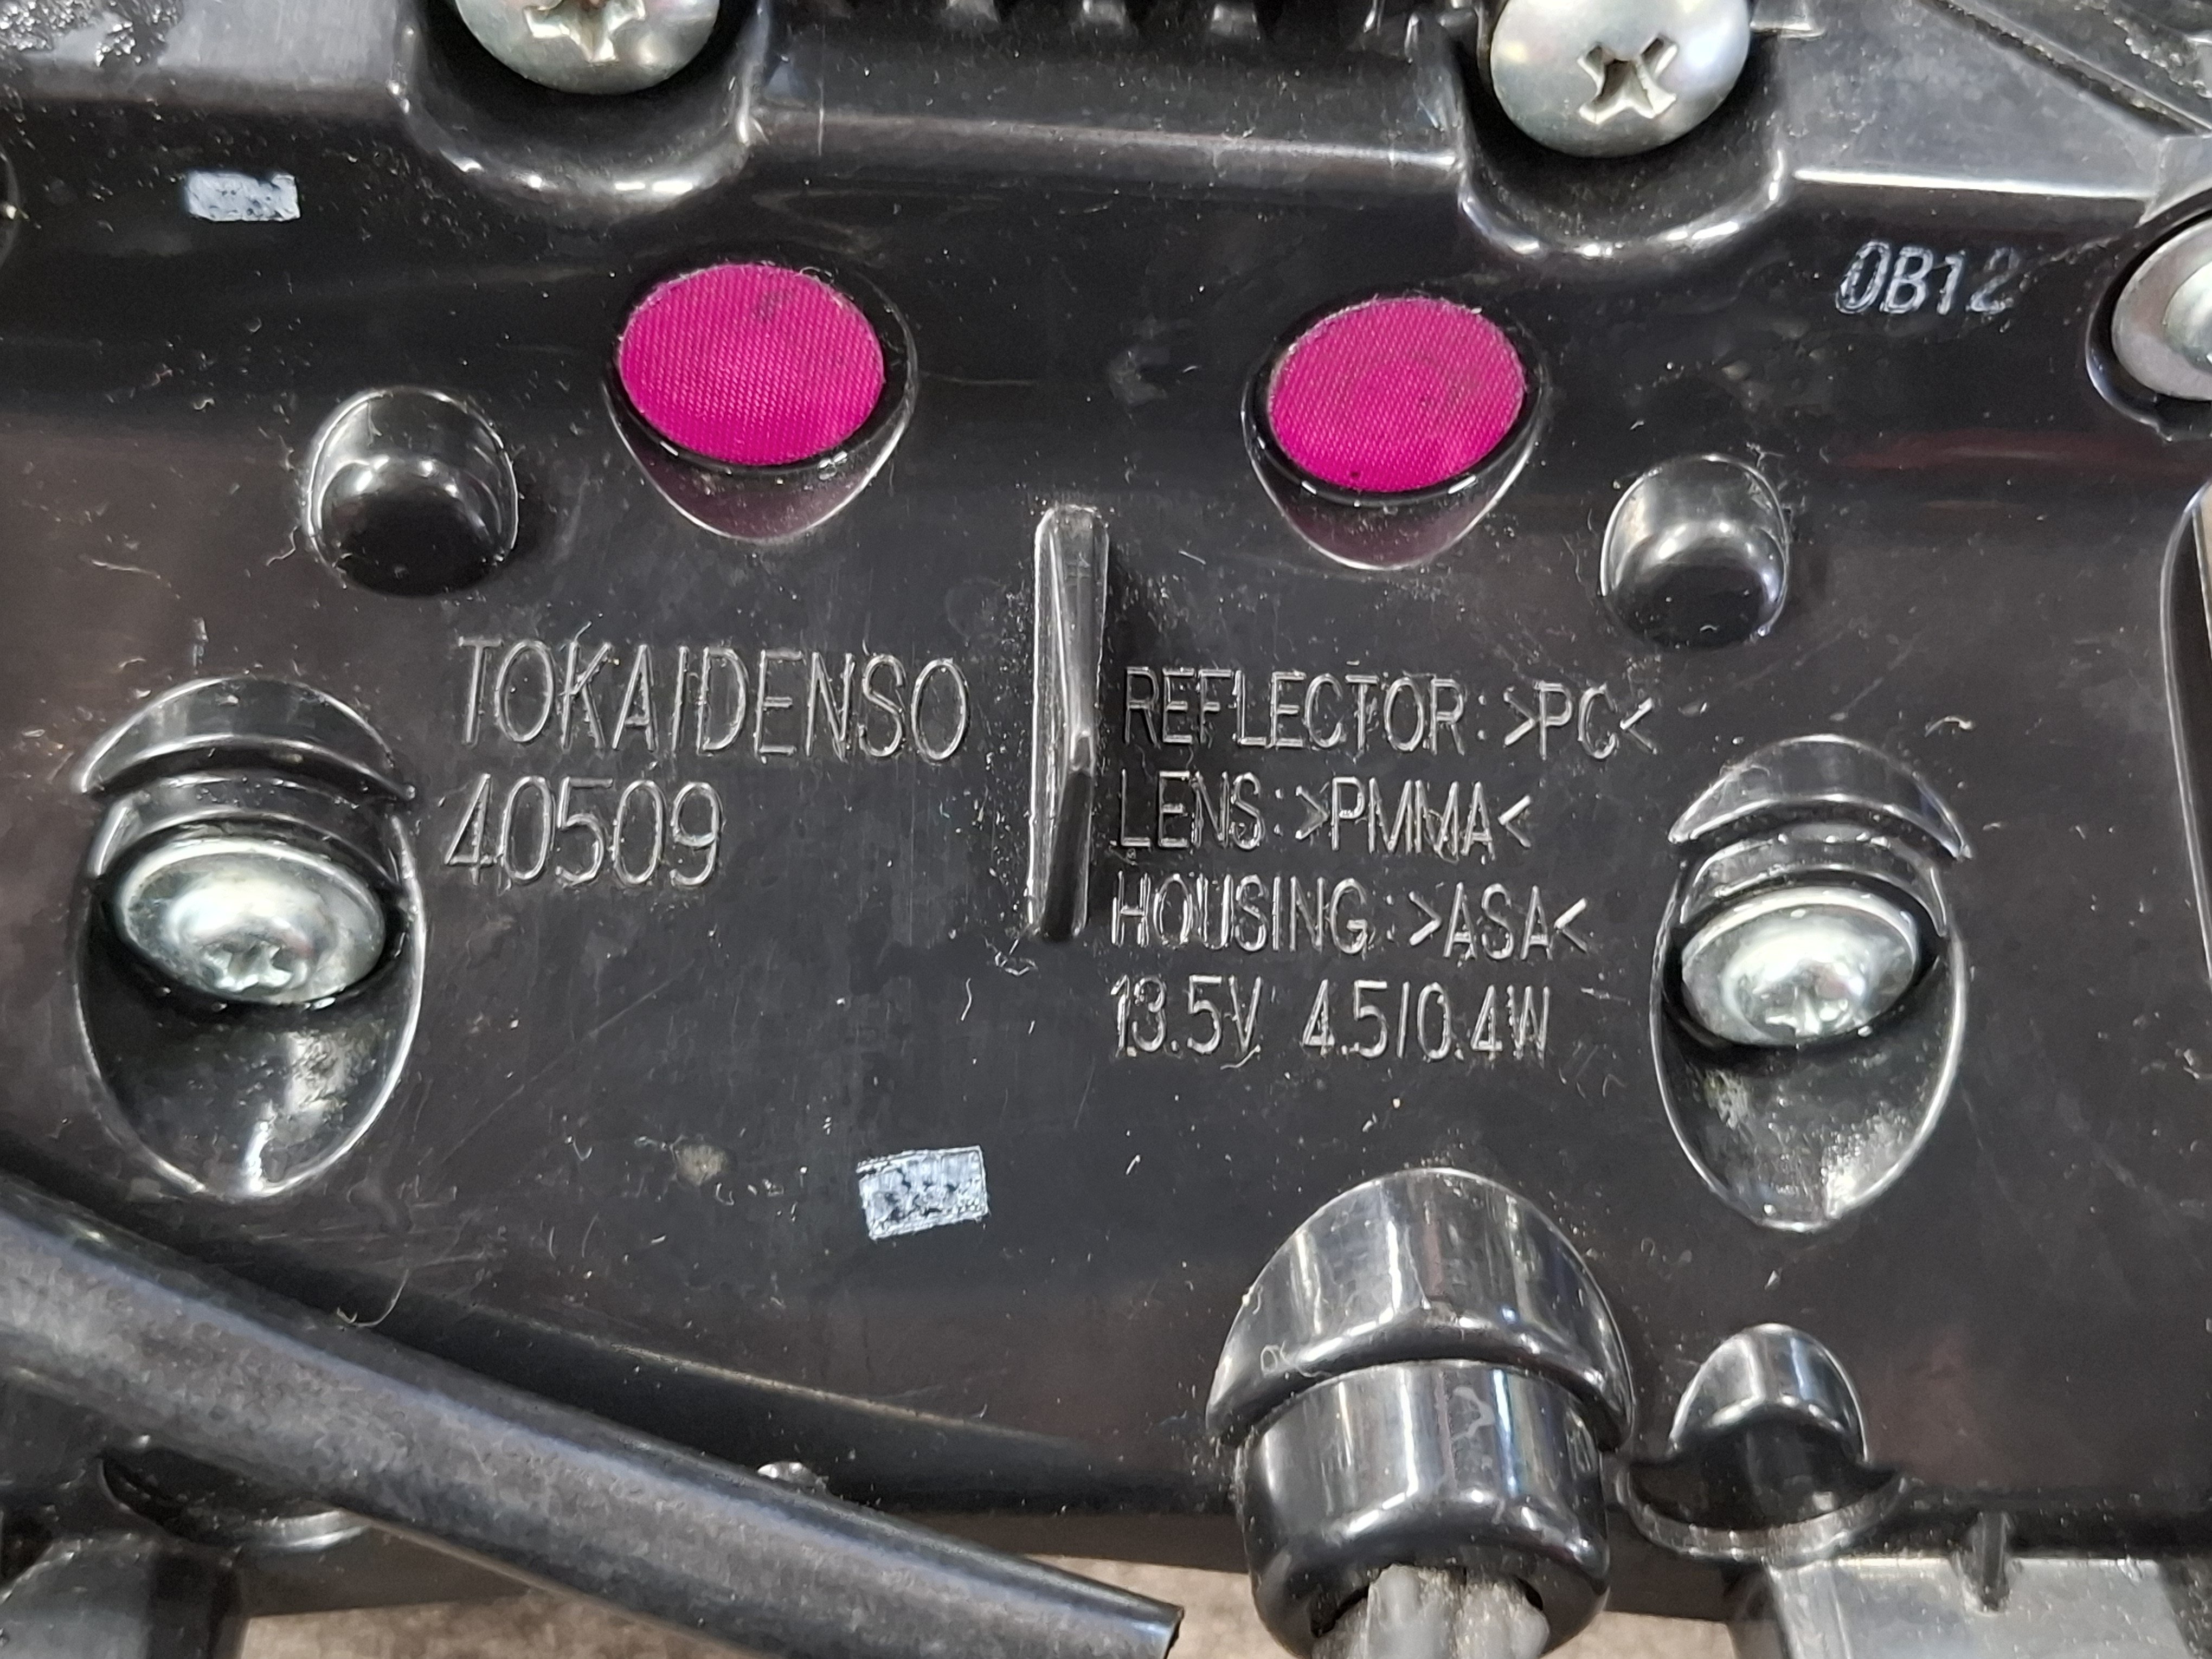 0B12
TOKAIDENSO
40509
REFLECTOR:>PC<
LENS:>PMMA<
HOUSING:>ASA<
13.5V 4.5/0.4W